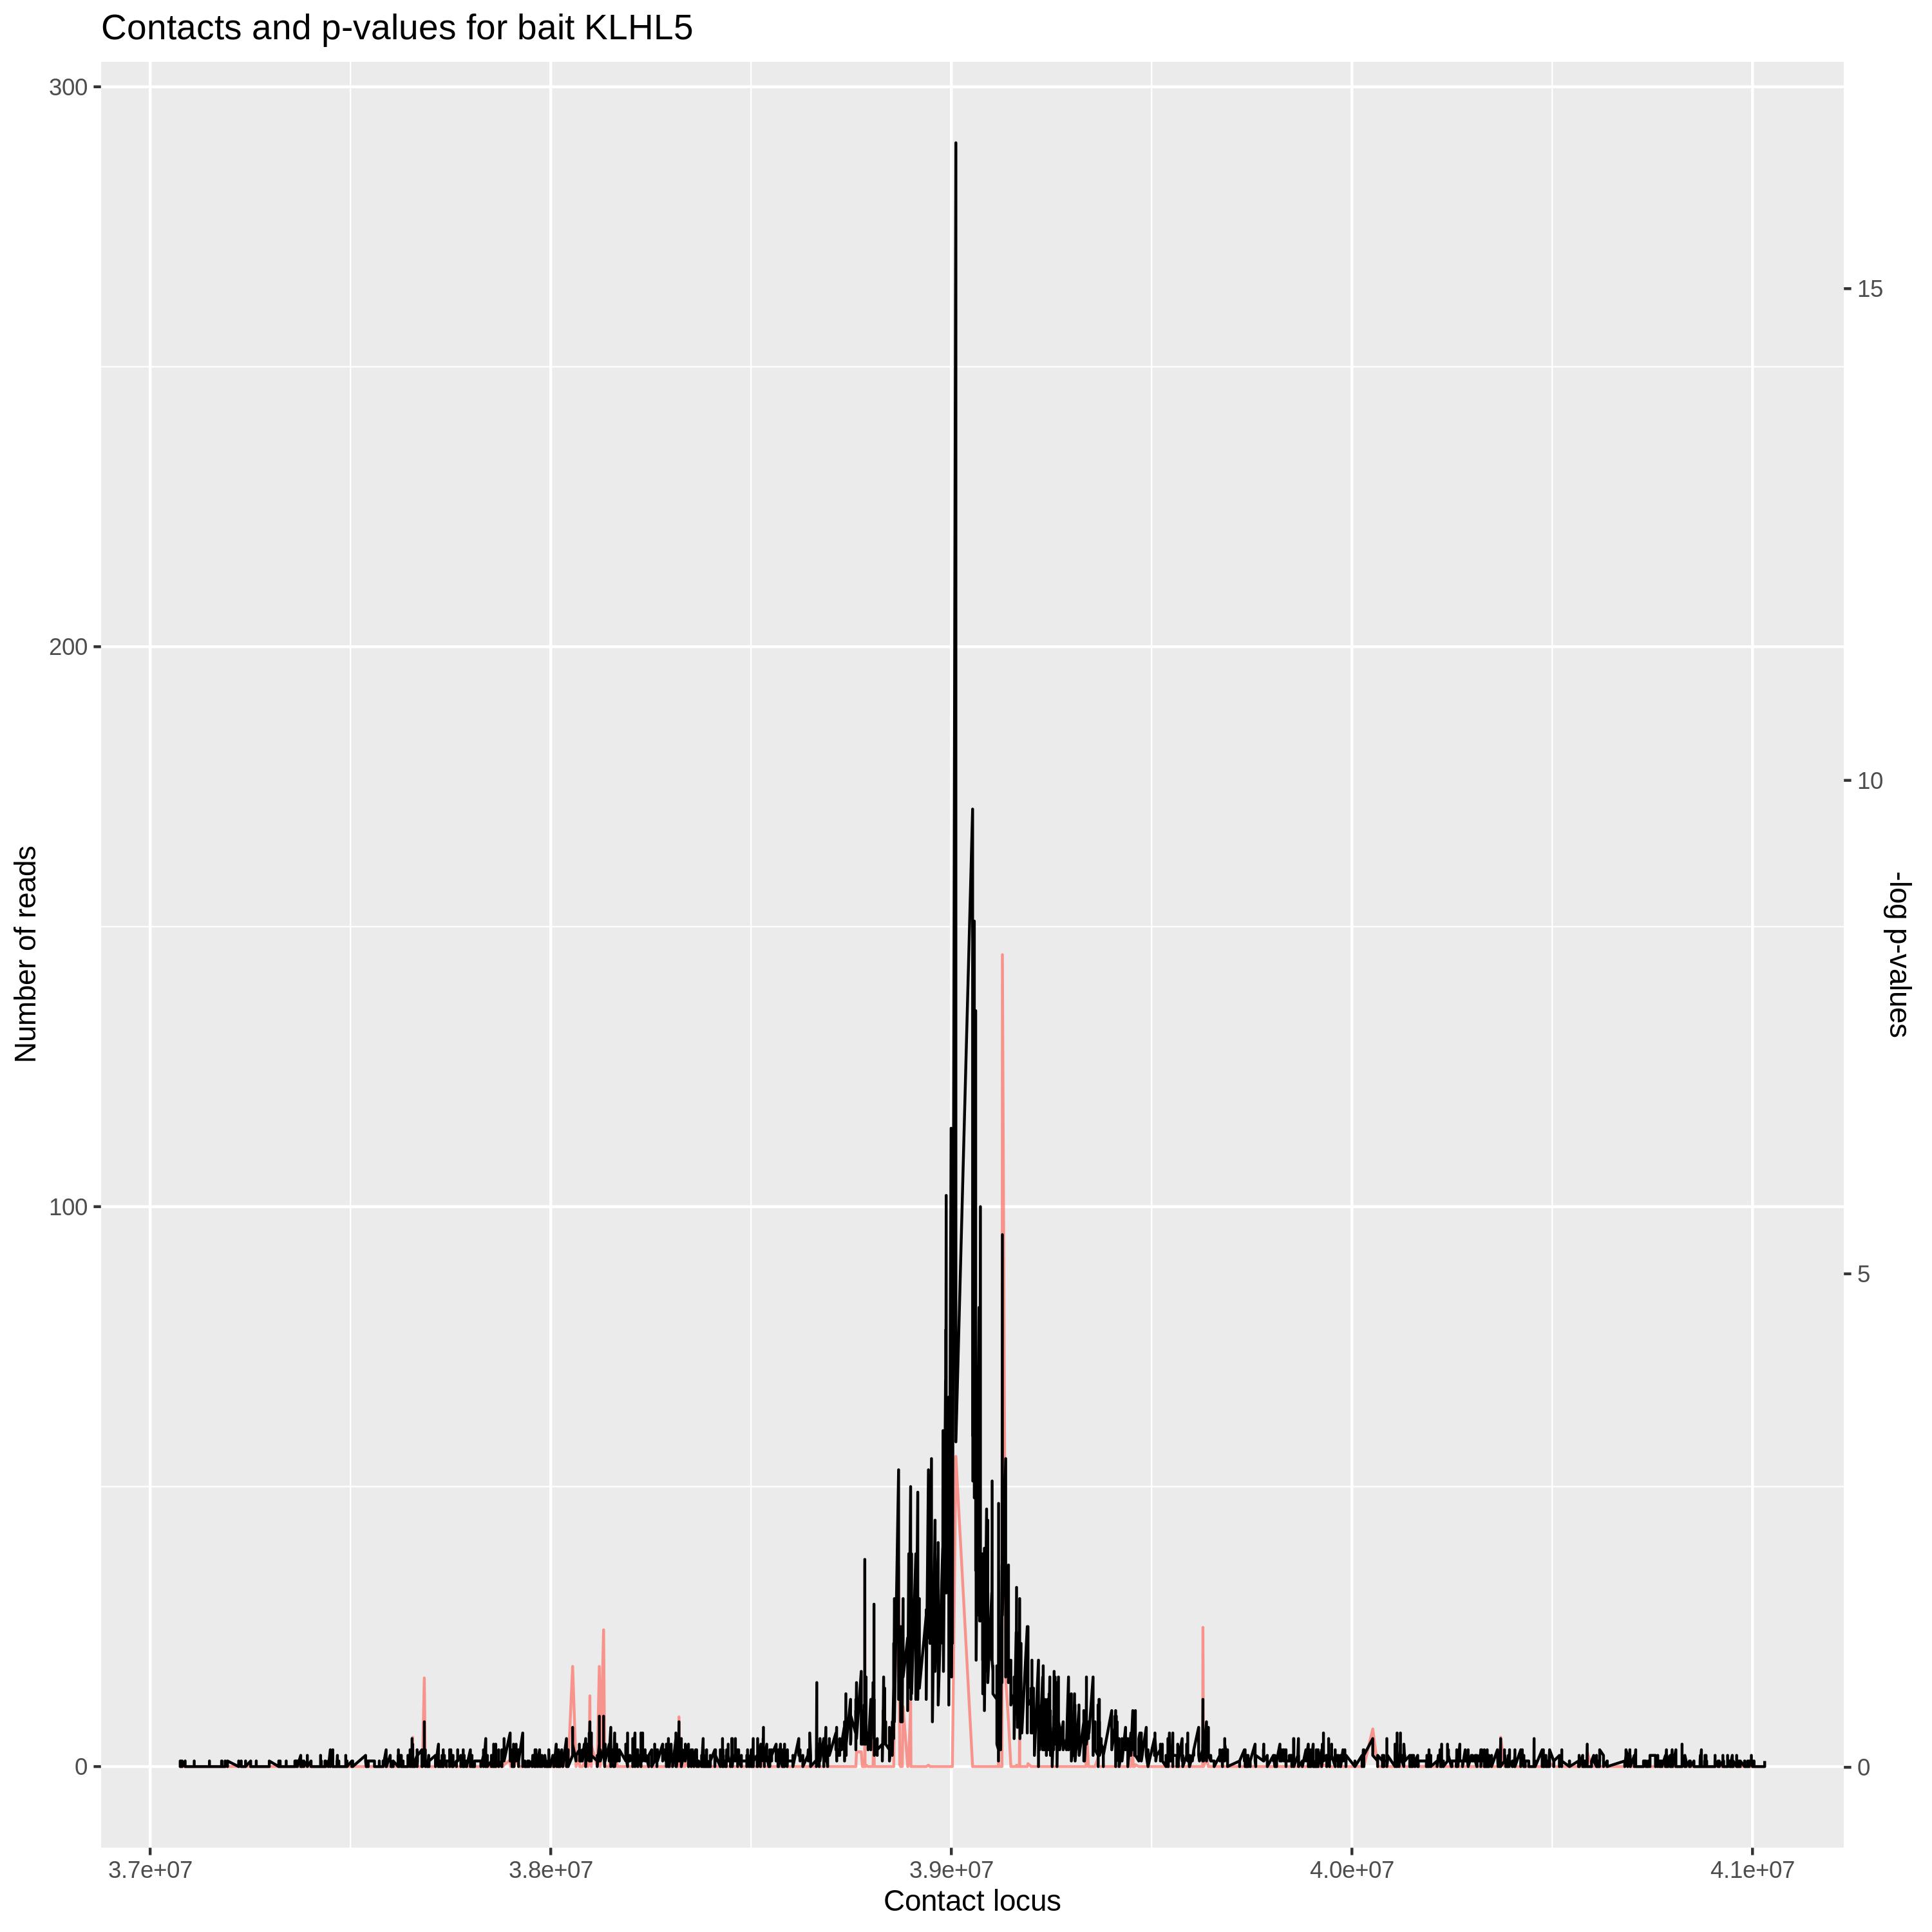 Contacts and p-values for bait KLHL5
300
200
100
0
Number of reads
15
10
5
0
-log p-values
3.7e+07 3.8e+07 3.9e+07 4.0e+07 4.1e+07
Contact locus